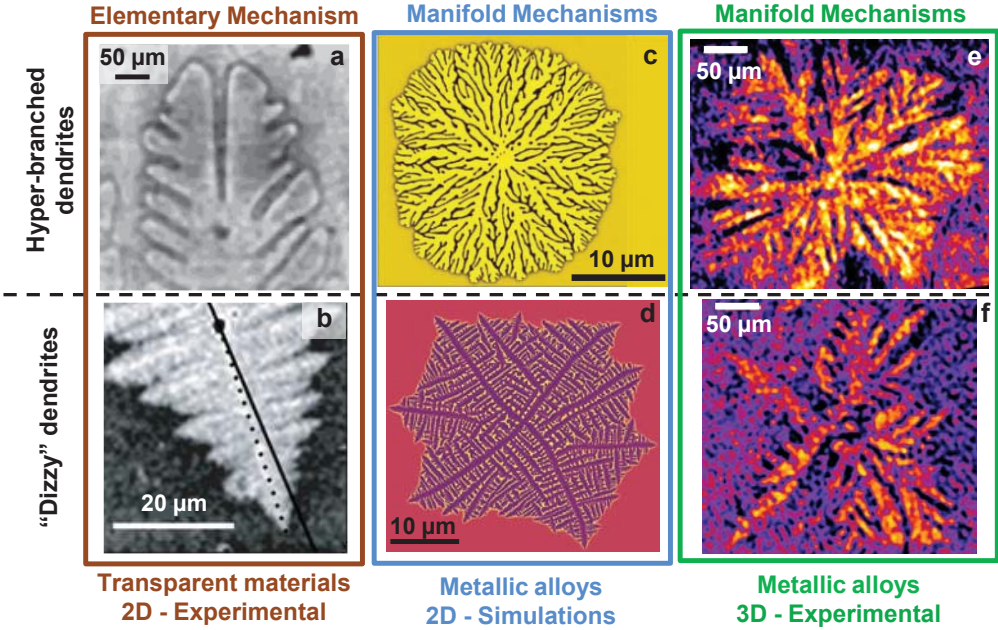 Elementary Mechanism
Manifold Mechanisms
Manifold Mechanisms
Hyper-branched
dendrites
50 µm
a
c
10 µm
50 µm
e
"Dizzy" dendrites
b
20 µm
d
10 µm
50 µm
f
Transparent materials
2D - Experimental
Metallic alloys
2D - Simulations
Metallic alloys
3D - Experimental